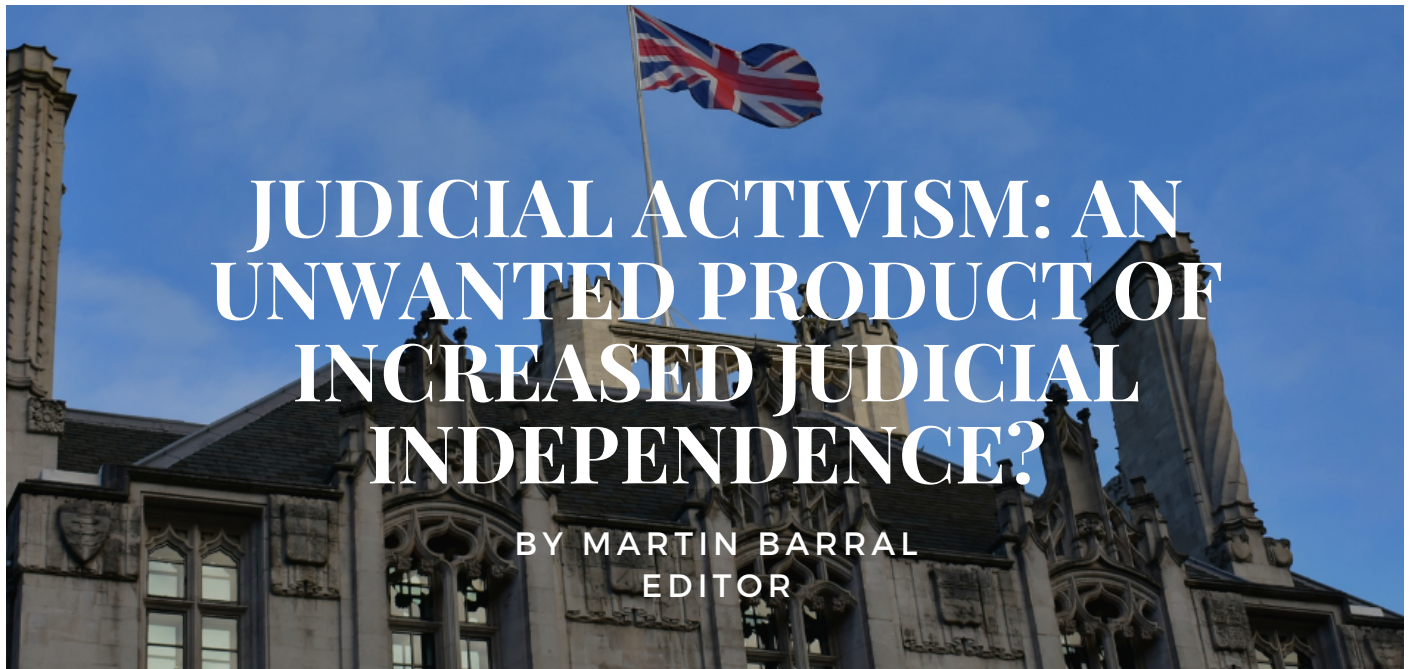 JUDICIAL ACTIVISM: AN
UNWANTED PRODUCT OF
INCREASED JUDICIAL
INDEPENDENCE?
BY MARTIN BARRAL
EDITOR